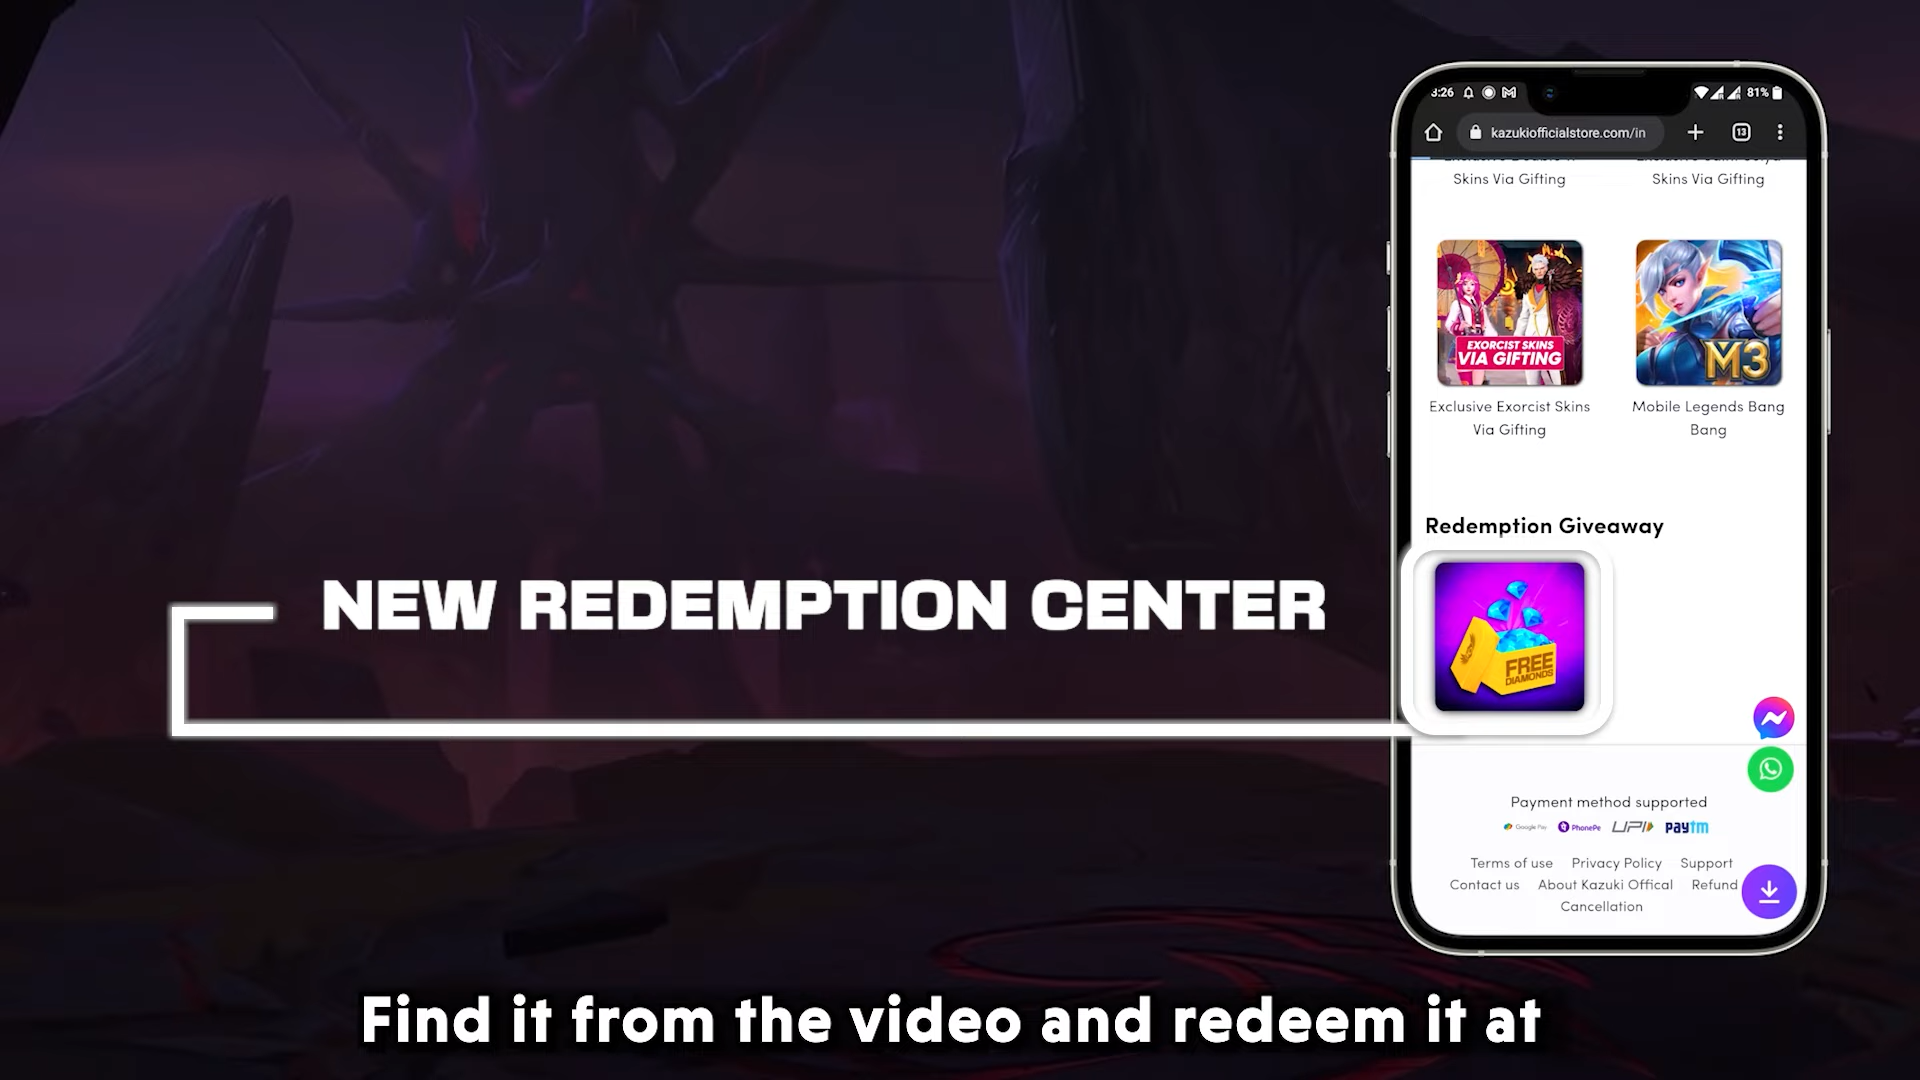 3:26
81%
kazukiofficialstore.com/in
13
Skins Via Gifting
Skins Via Gifting
EXORCIST SKINS
VIA GIFTING
M3
Exclusive Exorcist Skins
Via Gifting
Mobile Legends Bang
Bang
Redemption Giveaway
NEW REDEMPTION CENTER
FREE
DIAMONDS
Payment method supported
Google Pay PhonePe UPI paytm
Terms of use Privacy Policy Support
Contact us About Kazuki Offical Refund
Cancellation
Find it from the video and redeem it at